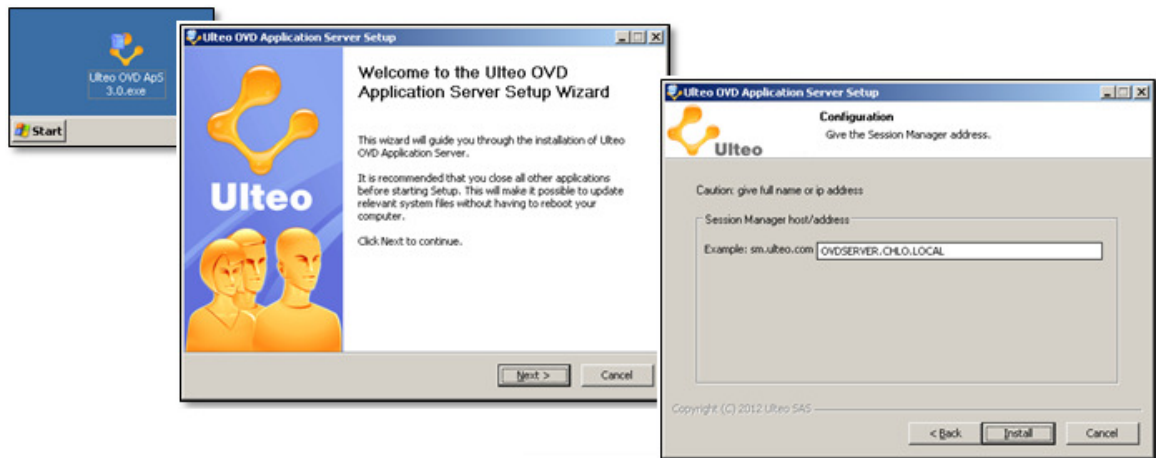 Ulteo OVD ApS
3.0.exe
Start
Ulteo OVD Application Server Setup
Welcome to the Ulteo OVD
Application Server Setup Wizard
This wizard will guide you through the installation of Ulteo
OVD Application Server.
It is recommended that you close all other applications
before starting Setup. This will make it possible to update
relevant system files without having to reboot your
computer.
Click Next to continue.
Ulteo
Next >
Cancel
Ulteo OVD Application Server Setup
Configuration
Give the Session Manager address.
Ulteo
Caution: give full name or ip address
Session Manager host/address
Example: sm.ulteo.com OVDSERVER.CHLO.LOCAL
Copyright (C) 2012 Ulteo SAS
< Back
Install
Cancel